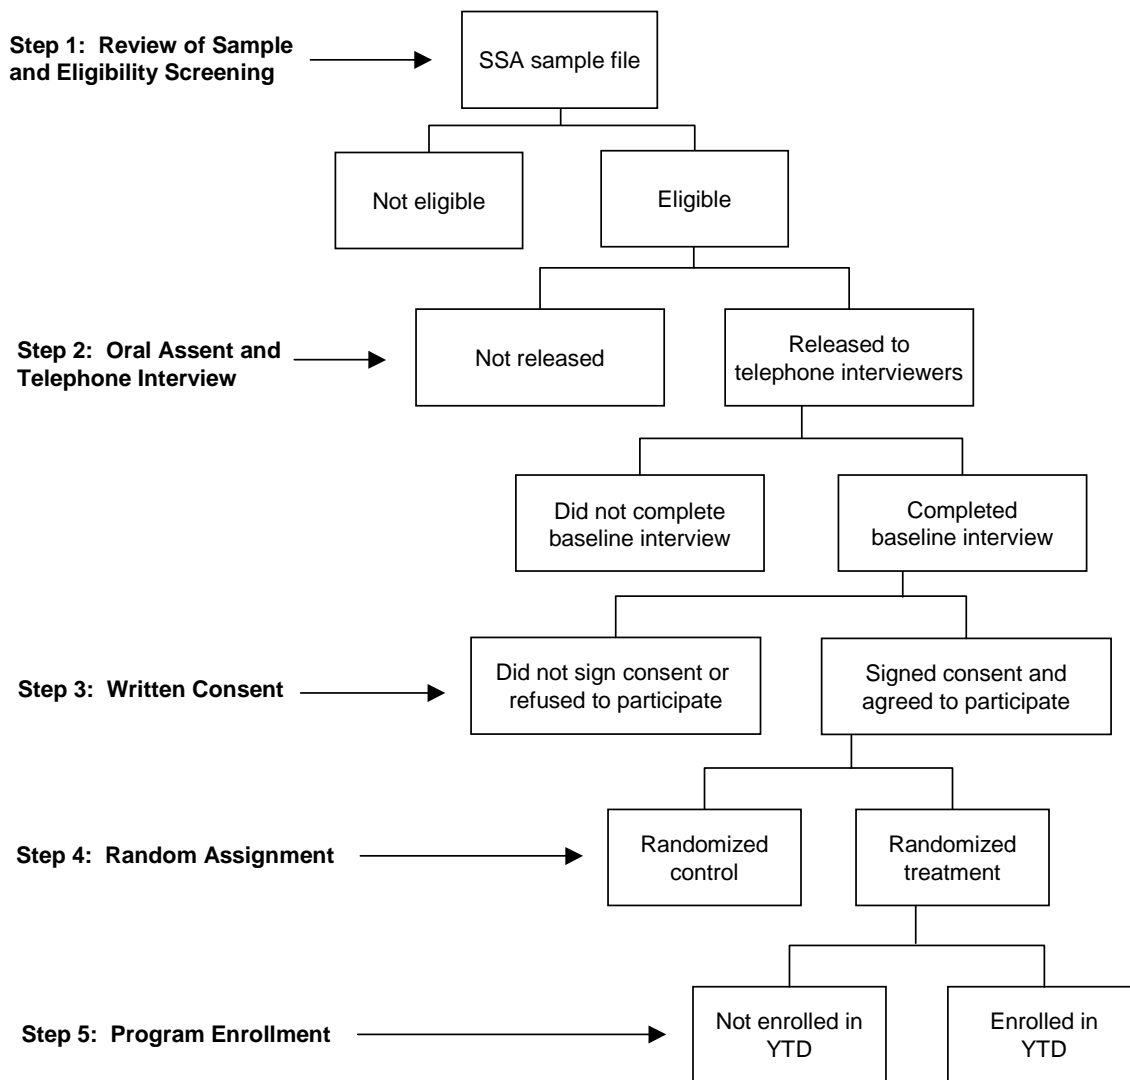 Step 1: Review of Sample
and Eligibility Screening
SSA sample file
Not eligible
Eligible
Step 2: Oral Assent and
Telephone Interview
Not released
Released to
telephone interviewers
Did not complete
baseline interview
Completed
baseline interview
Step 3: Written Consent
Did not sign consent or
refused to participate
Signed consent and
agreed to participate
Step 4: Random Assignment
Randomized
control
Randomized
treatment
Step 5: Program Enrollment
Not enrolled in
YTD
Enrolled in
YTD